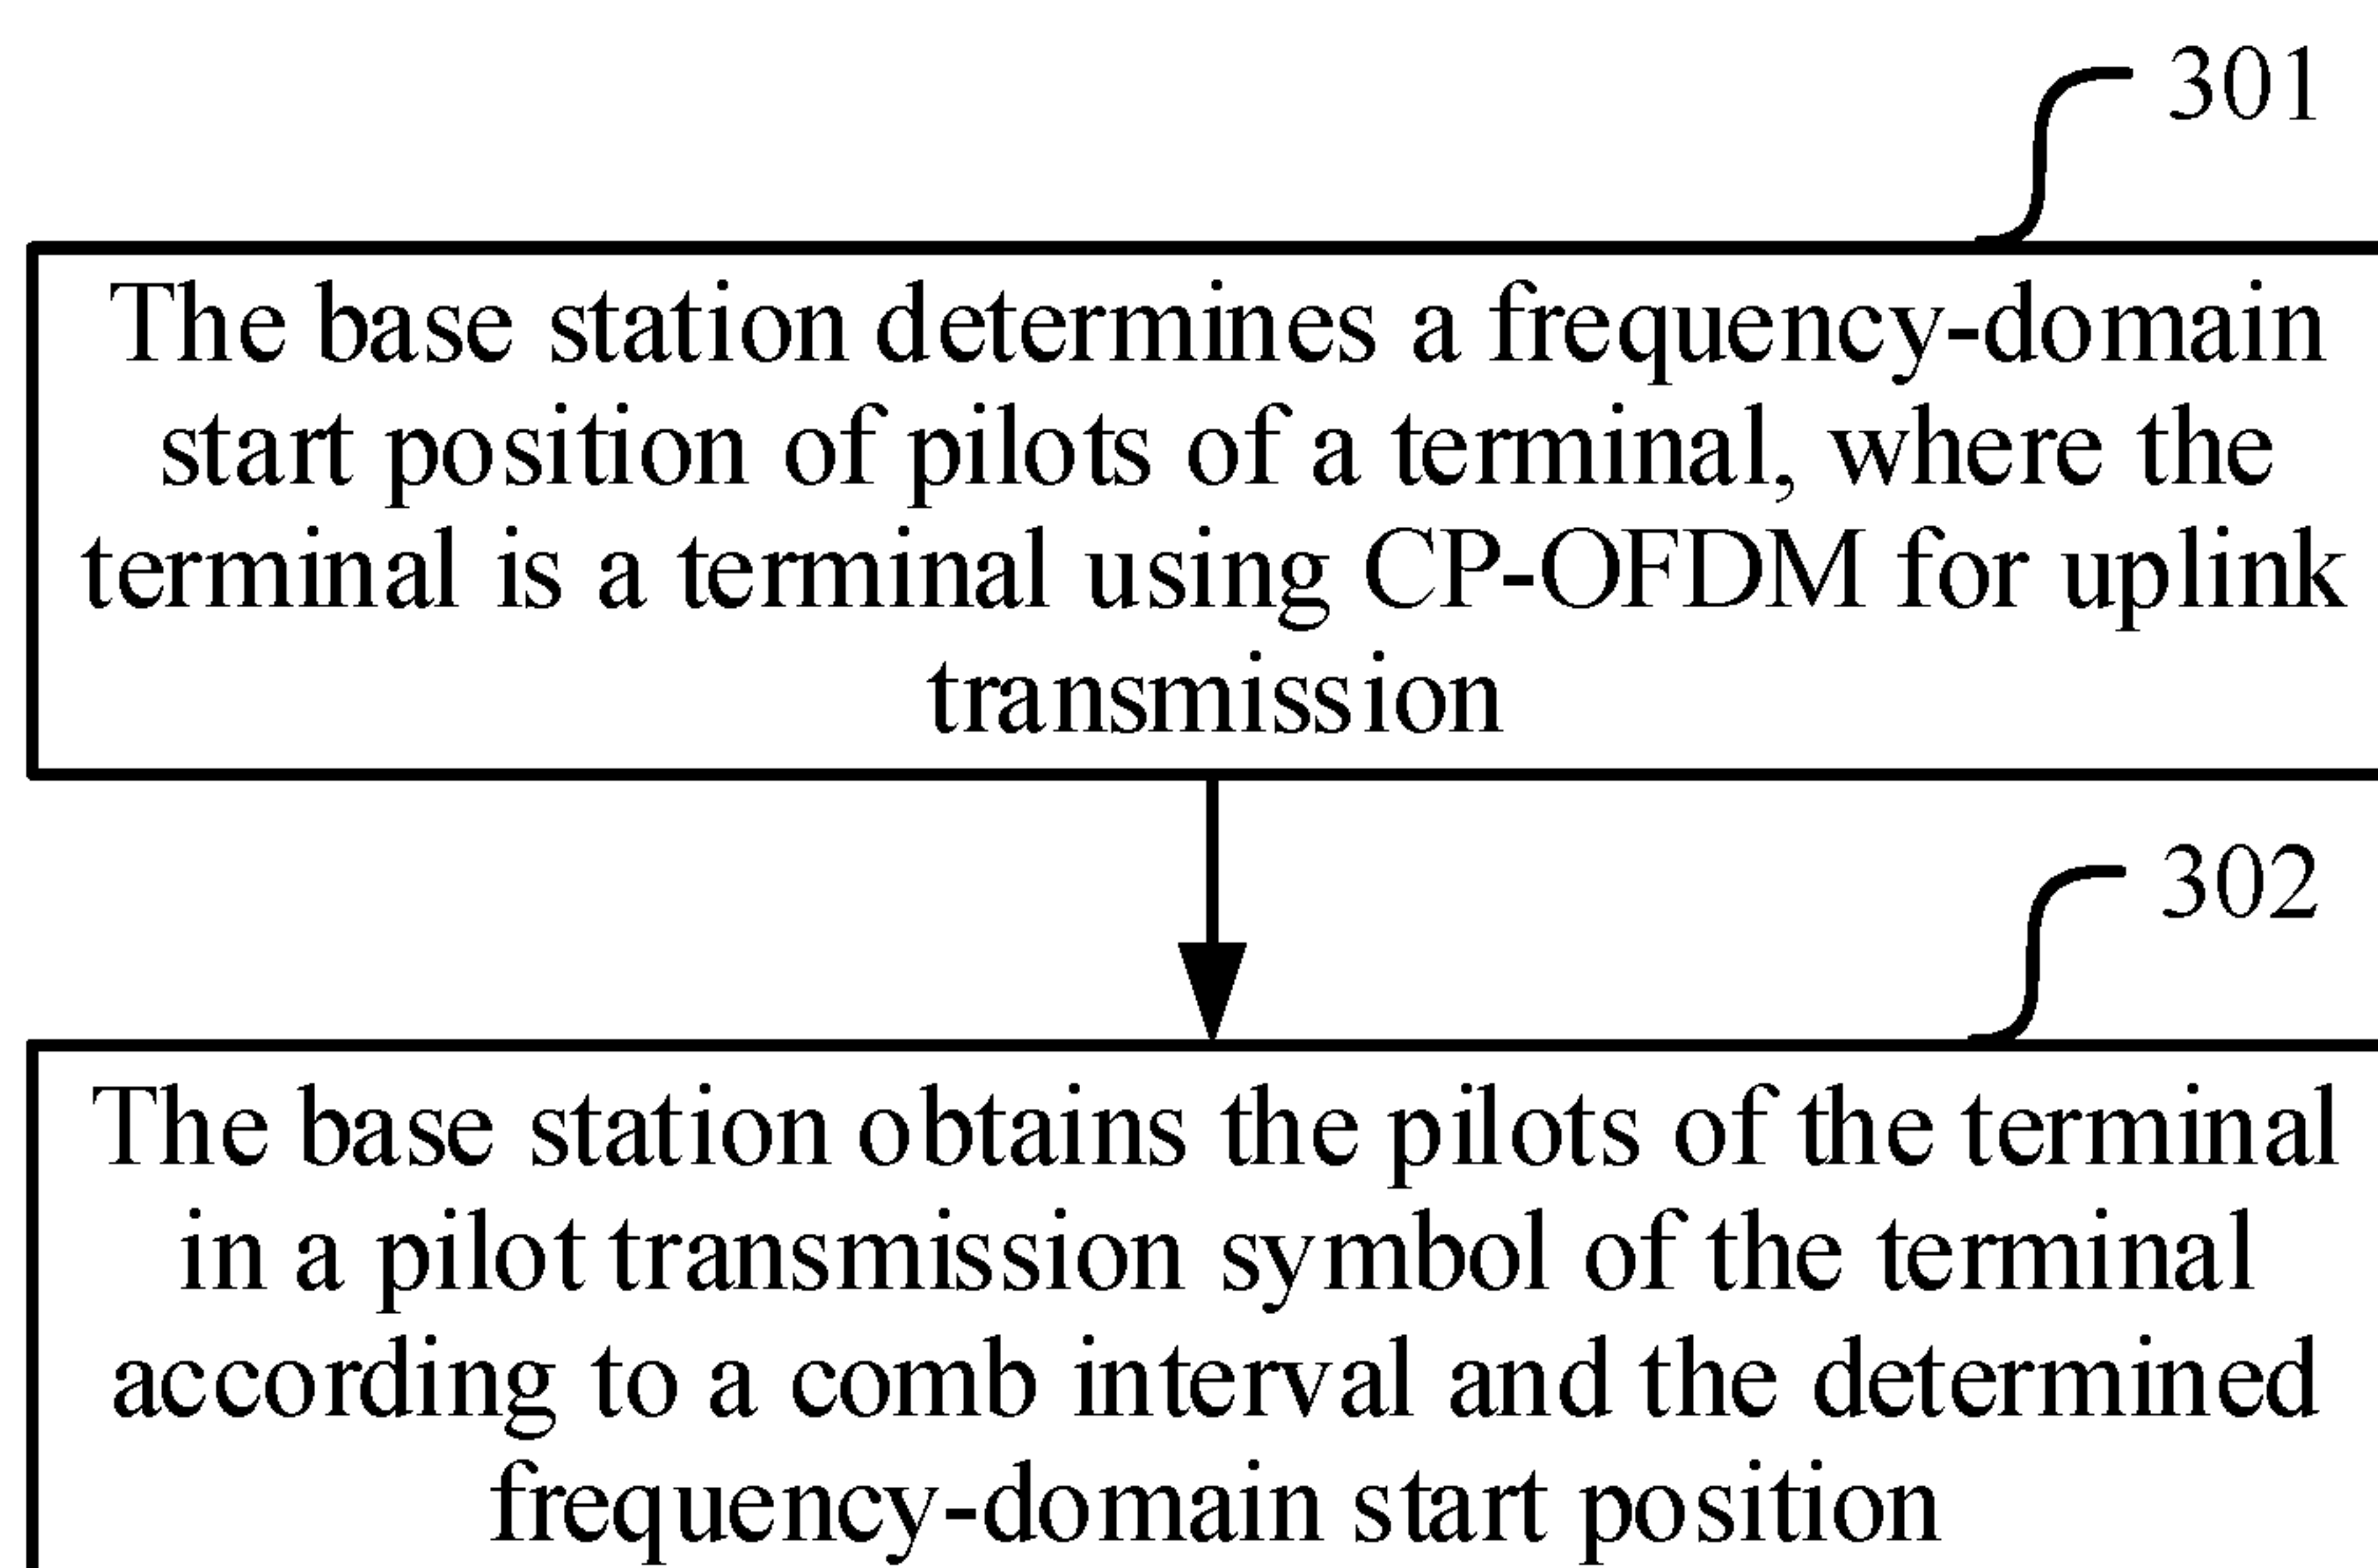 301
The base station determines a frequency-domain
start position of pilots of a terminal, where the
terminal is a terminal using CP-OFDM for uplink
transmission
302
The base station obtains the pilots of the terminal
in a pilot transmission symbol of the terminal
according to a comb interval and the determined
frequency-domain start position